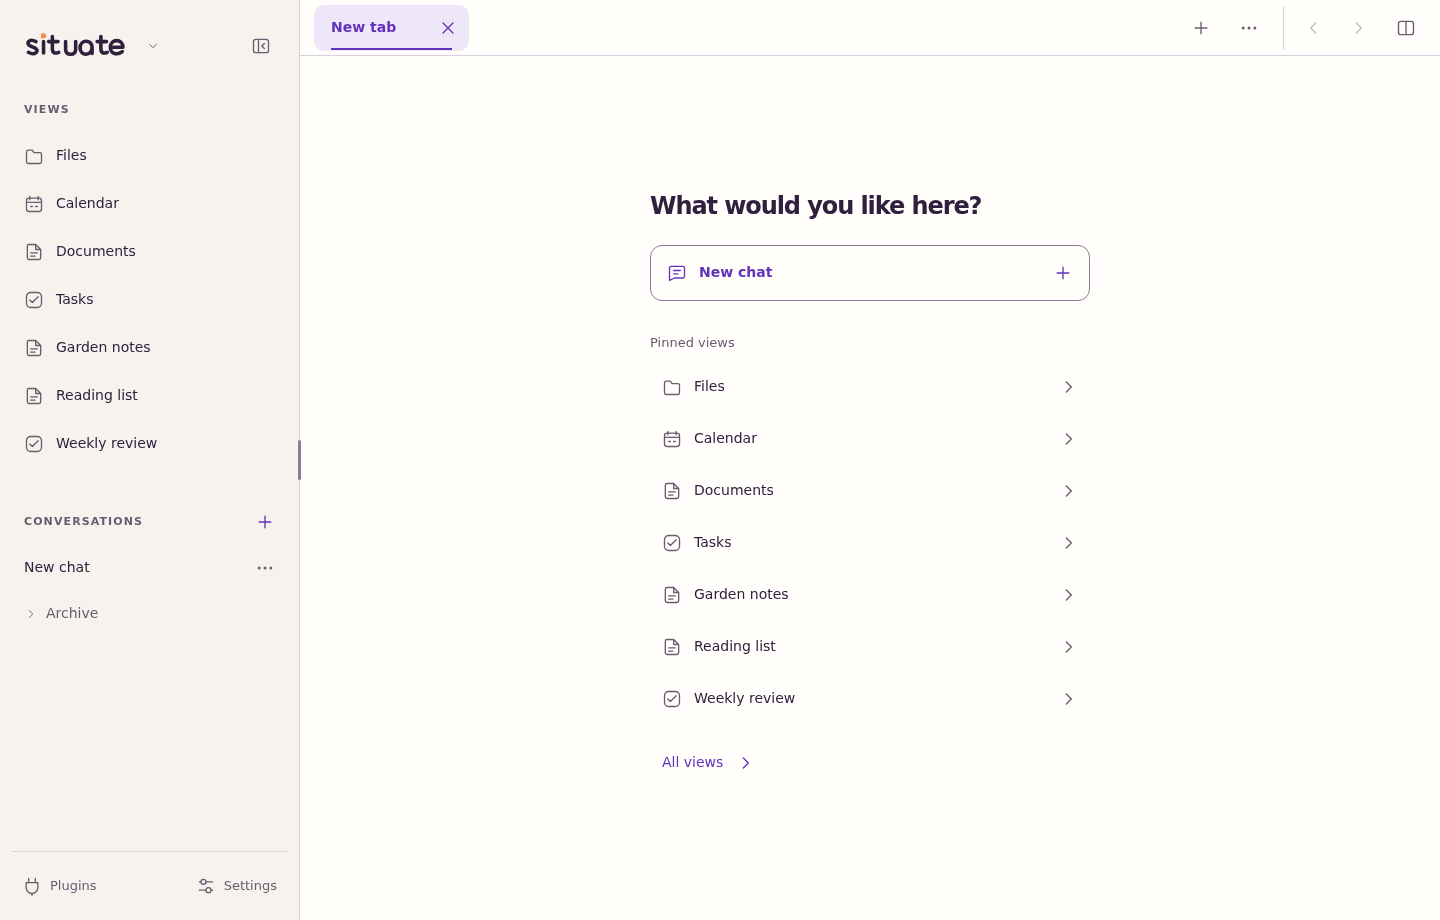 situate
VIEWS
Files
Calendar
Documents
Tasks
Garden notes
Reading list
Weekly review
CONVERSATIONS
New chat
Archive
Plugins
Settings
New tab
What would you like here?
New chat
Pinned views
Files
Calendar
Documents
Tasks
Garden notes
Reading list
Weekly review
All views